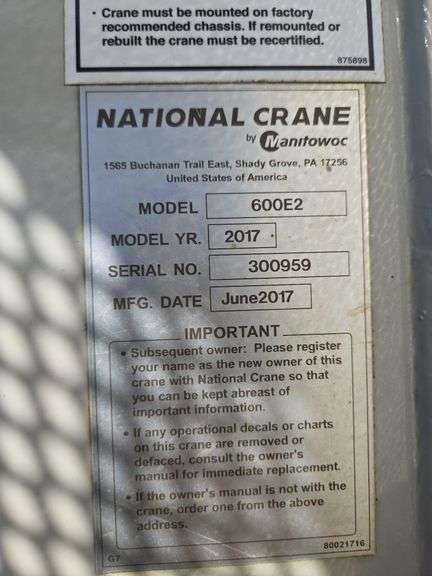 • Crane must be mounted on factory
recommended chassis. If remounted or
rebuilt the crane must be recertified.
875898
NATIONAL CRANE
by Manitowoc
1565 Buchanan Trail East, Shady Grove, PA 17256
United States of America
MODEL 600E2
MODEL YR. 2017
SERIAL NO. 300959
MFG. DATE June2017
IMPORTANT
• Subsequent owner: Please register
your name as the new owner of this
crane with National Crane so that
you can be kept abreast of
important information.
• If any operational decals or charts
on this crane are removed or
defaced, consult the owner's
manual for immediate replacement.
• If the owner's manual is not with the
crane, order one from the above
address.
G7 80021716